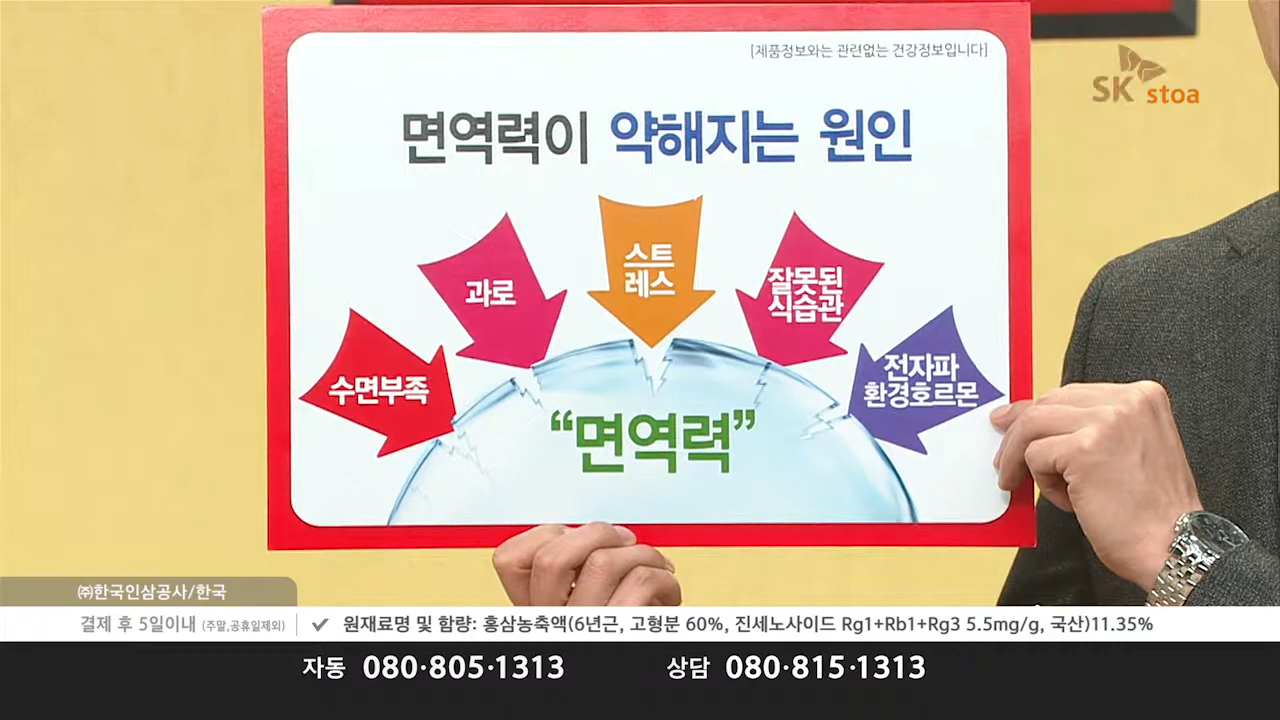 [제품정보와는 관련없는 건강정보입니다]
SK stoa
면역력이 약해지는 원인
스트
레스
과로
잘못된
식습관
수면부족
전자파
환경호르몬
“면역력”
㈜한국인삼공사/한국
결제 후 5일이내 (주말,공휴일제외)
원재료명 및 함량: 홍삼농축액(6년근, 고형분 60%, 진세노사이드 Rg1+Rb1+Rg3 5.5mg/g, 국산)11.35%
자동 080·805·1313 상담 080·815·1313